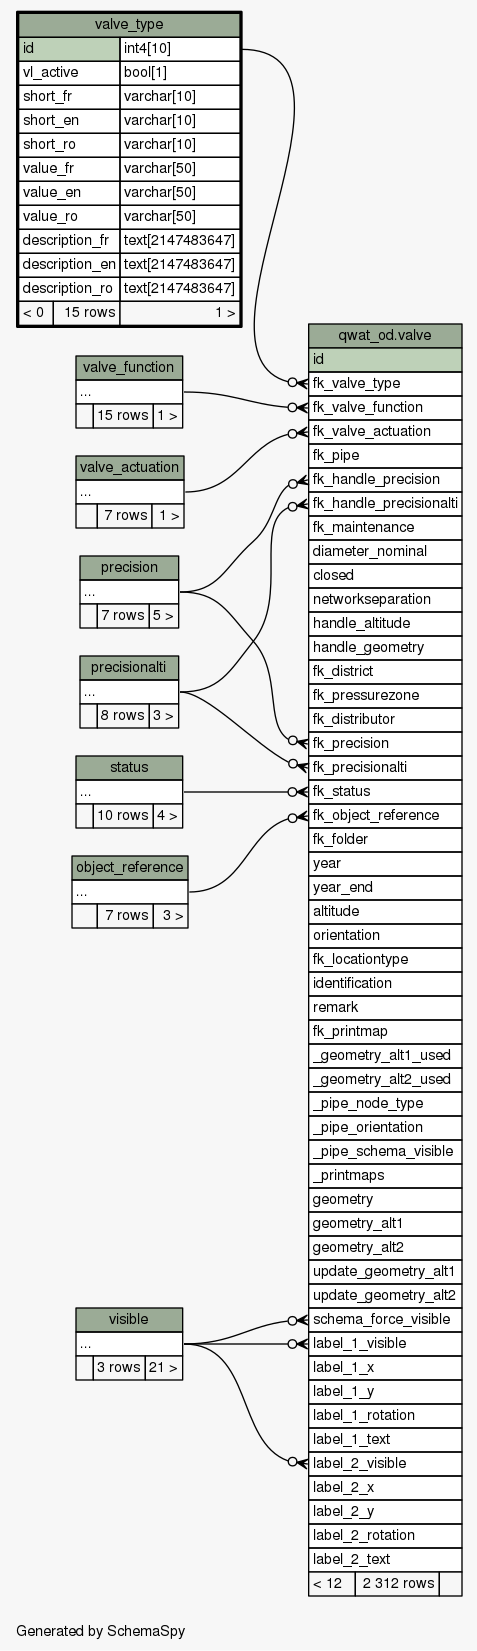 valve_type
id int4[10]
vl_active bool[1]
short_fr varchar[10]
short_en varchar[10]
short_ro varchar[10]
value_fr varchar[50]
value_en varchar[50]
value_ro varchar[50]
description_fr text[2147483647]
description_en text[2147483647]
description_ro text[2147483647]
< 0 15 rows 1 >
valve_function
...
15 rows 1 >
valve_actuation
...
7 rows 1 >
precision
...
7 rows 5 >
precisionalti
...
8 rows 3 >
status
...
10 rows 4 >
object_reference
...
7 rows 3 >
visible
...
3 rows 21 >
qwat_od.valve
id
fk_valve_type
fk_valve_function
fk_valve_actuation
fk_pipe
fk_handle_precision
fk_handle_precisionalti
fk_maintenance
diameter_nominal
closed
networkseparation
handle_altitude
handle_geometry
fk_district
fk_pressurezone
fk_distributor
fk_precision
fk_precisionalti
fk_status
fk_object_reference
fk_folder
year
year_end
altitude
orientation
fk_locationtype
identification
remark
fk_printmap
_geometry_alt1_used
_geometry_alt2_used
_pipe_node_type
_pipe_orientation
_pipe_schema_visible
_printmaps
geometry
geometry_alt1
geometry_alt2
update_geometry_alt1
update_geometry_alt2
schema_force_visible
label_1_visible
label_1_x
label_1_y
label_1_rotation
label_1_text
label_2_visible
label_2_x
label_2_y
label_2_rotation
label_2_text
< 12 2 312 rows
Generated by SchemaSpy